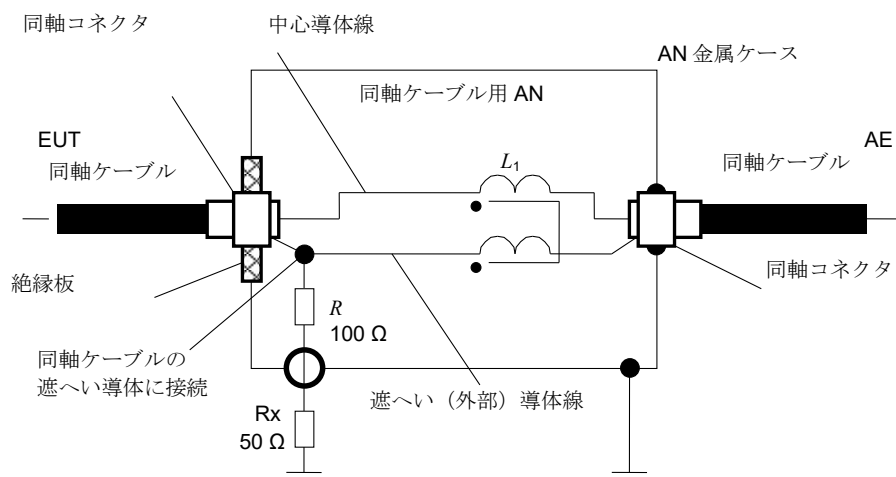 同軸コネクタ
中心導体線
AN 金属ケース
同軸ケーブル用 AN
EUT
同軸ケーブル
L1
AE
同軸ケーブル
絶縁板
同軸コネクタ
R
100 Ω
同軸ケーブルの
遮へい導体に接続
遮へい（外部）導体線
Rx
50 Ω